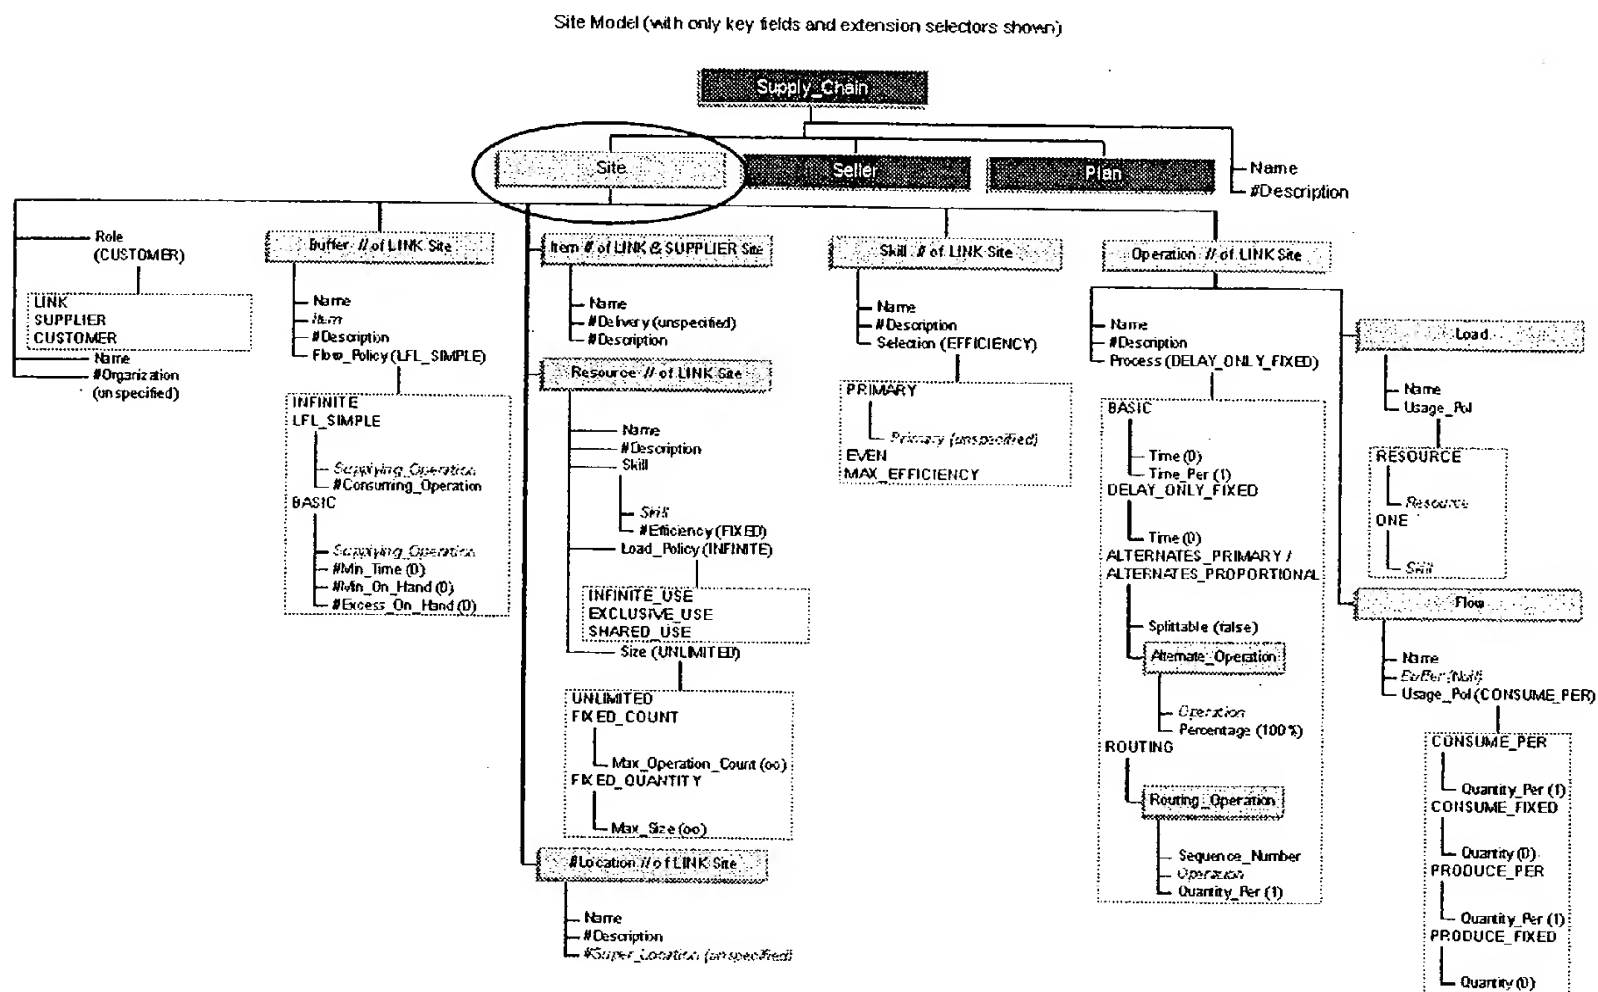 Site Model (with only key fields and extension selectors shown)
Supply_Chain
Site
Seller
Plan
Name
#Description
Role
(CUSTOMER)
LINK
SUPPLIER
CUSTOMER
Name
#Organization
(unspecified)
Buffer // of LINK Site
Name
Item
#Description
Flow_Policy (LFL_SIMPLE)
INFINITE
LFL_SIMPLE
Supplying_Operation
#Consuming_Operation
BASIC
Supplying_Operation
#Min_Time (0)
#Min_On_Hand (0)
#Excess_On_Hand (0)
Item # of LINK & SUPPLIER Site
Name
#Delivery (unspecified)
#Description
Resource // of LINK Site
Name
#Description
Skill
Skill
#Efficiency (FIXED)
Load_Policy (INFINITE)
INFINITE_USE
EXCLUSIVE_USE
SHARED_USE
Size (UNLIMITED)
UNLIMITED
FIXED_COUNT
Max_Operation_Count (oo)
FIXED_QUANTITY
Max_Size (oo)
#Location // of LINK Site
Name
#Description
#Super_Location (unspecified)
Skill # of LINK Site
Name
#Description
Selection (EFFICIENCY)
PRIMARY
Primary (unspecified)
EVEN
MAX_EFFICIENCY
Operation // of LINK Site
Name
#Description
Process (DELAY_ONLY_FIXED)
BASIC
Time (0)
Time_Per (1)
DELAY_ONLY_FIXED
Time (0)
ALTERNATES_PRIMARY /
ALTERNATES_PROPORTIONAL
Splittable (false)
Alternate_Operation
Operation
Percentage (100%)
ROUTING
Routing_Operation
Sequence_Number
Operation
Quantity_Per (1)
Load
Name
Usage_Pol
RESOURCE
Resource
ONE
Skill
Flow
Name
Buffer (Null)
Usage_Pol (CONSUME_PER)
CONSUME_PER
Quantity_Per (1)
CONSUME_FIXED
Quantity (0)
PRODUCE_PER
Quantity_Per (1)
PRODUCE_FIXED
Quantity (0)